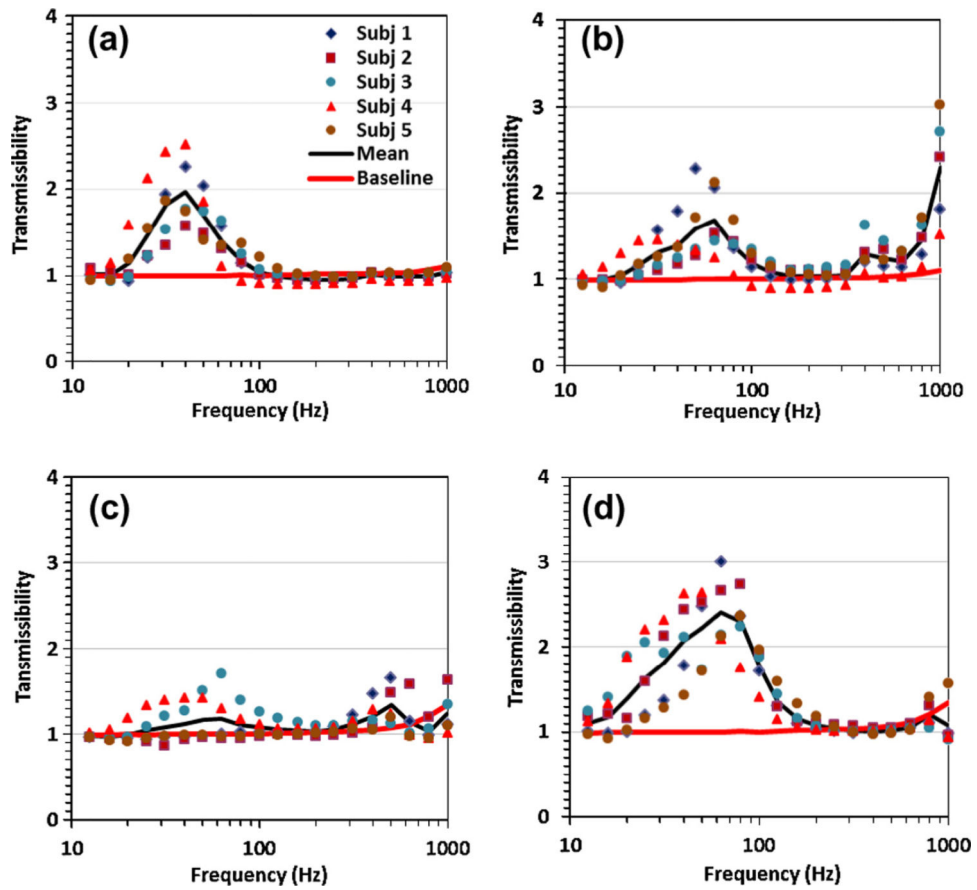 (a)
4
3
2
1
0
Transmissibility
10
100
1000
Frequency (Hz)
Subj 1
Subj 2
Subj 3
Subj 4
Subj 5
Mean
Baseline
(b)
4
3
2
1
0
Transmissibility
10
100
1000
Frequency (Hz)
(c)
4
3
2
1
0
Tansmissibility
10
100
1000
Frequency (Hz)
(d)
4
3
2
1
0
Transmissibility
10
100
1000
Frequency (Hz)